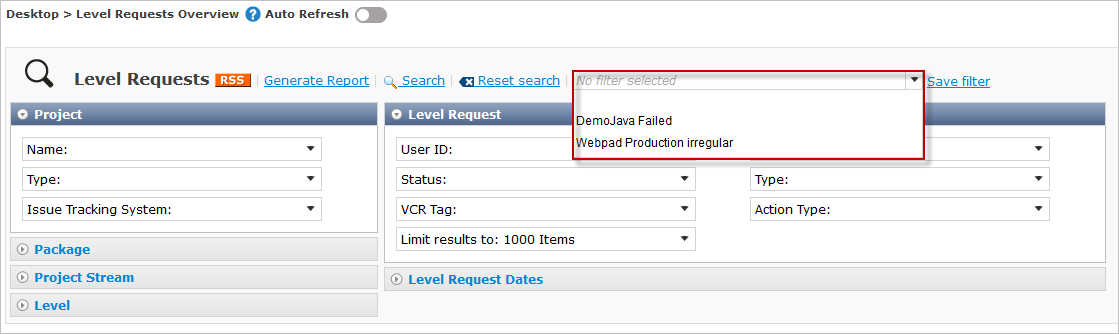 Desktop > Level Requests Overview ? Auto Refresh
Level Requests RSS | Generate Report | Search | Reset search | No filter selected Save filter
DemoJava Failed
Webpad Production irregular
Project
Name:
Type:
Issue Tracking System:
Package
Project Stream
Level
Level Request
User ID:
Status:
Type:
VCR Tag:
Action Type:
Limit results to: 1000 Items
Level Request Dates